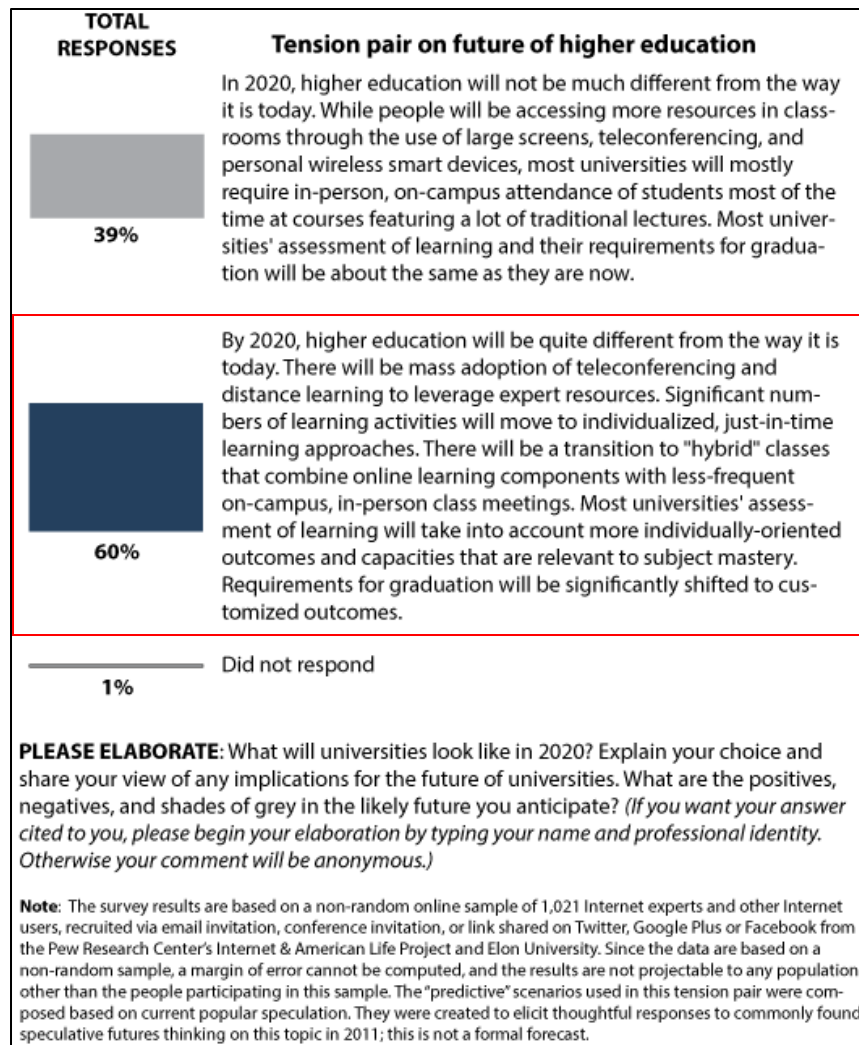 TOTAL
RESPONSES
Tension pair on future of higher education
In 2020, higher education will not be much different from the way
it is today. While people will be accessing more resources in class-
rooms through the use of large screens, teleconferencing, and
personal wireless smart devices, most universities will mostly
require in-person, on-campus attendance of students most of the
time at courses featuring a lot of traditional lectures. Most univer-
sities' assessment of learning and their requirements for gradua-
tion will be about the same as they are now.
39%
By 2020, higher education will be quite different from the way it is
today. There will be mass adoption of teleconferencing and
distance learning to leverage expert resources. Significant num-
bers of learning activities will move to individualized, just-in-time
learning approaches. There will be a transition to "hybrid" classes
that combine online learning components with less-frequent
on-campus, in-person class meetings. Most universities' assess-
ment of learning will take into account more individually-oriented
outcomes and capacities that are relevant to subject mastery.
Requirements for graduation will be significantly shifted to cus-
tomized outcomes.
60%
Did not respond
1%
PLEASE ELABORATE: What will universities look like in 2020? Explain your choice and
share your view of any implications for the future of universities. What are the positives,
negatives, and shades of grey in the likely future you anticipate? (If you want your answer
cited to you, please begin your elaboration by typing your name and professional identity.
Otherwise your comment will be anonymous.)
Note: The survey results are based on a non-random online sample of 1,021 Internet experts and other Internet
users, recruited via email invitation, conference invitation, or link shared on Twitter, Google Plus or Facebook from
the Pew Research Center's Internet & American Life Project and Elon University. Since the data are based on a
non-random sample, a margin of error cannot be computed, and the results are not projectable to any population
other than the people participating in this sample. The "predictive" scenarios used in this tension pair were com-
posed based on current popular speculation. They were created to elicit thoughtful responses to commonly found
speculative futures thinking on this topic in 2011; this is not a formal forecast.